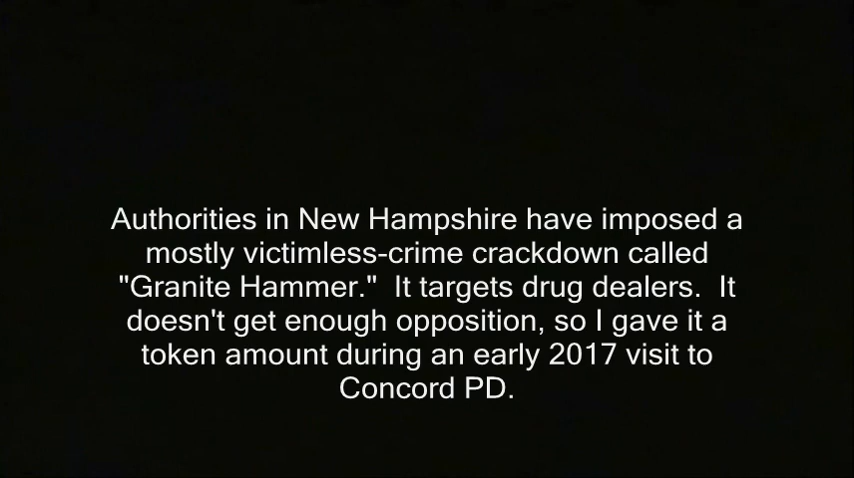 Authorities in New Hampshire have imposed a
mostly victimless-crime crackdown called
"Granite Hammer."  It targets drug dealers.  It
doesn't get enough opposition, so I gave it a
token amount during an early 2017 visit to
Concord PD.